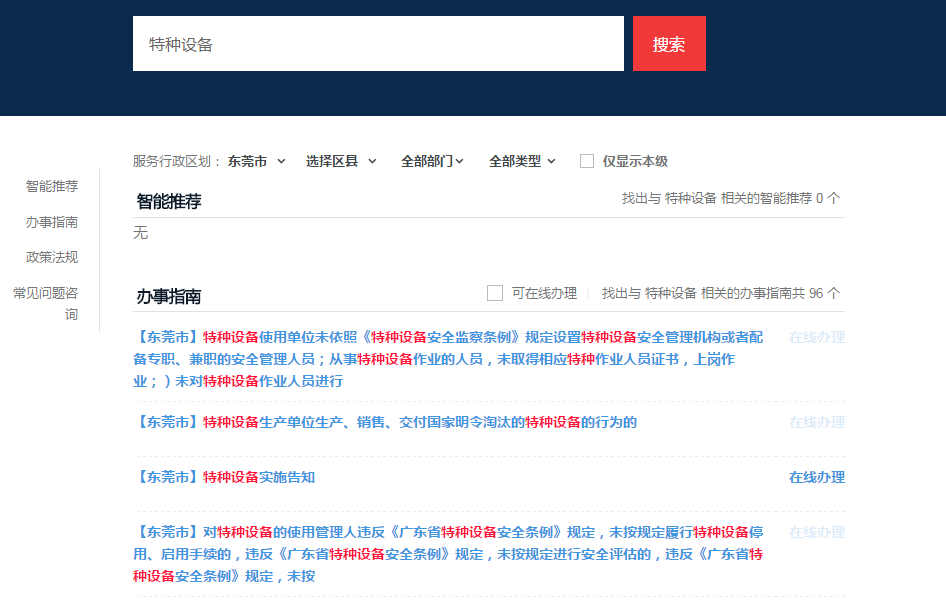 特种设备
搜索
服务行政区划： 东莞市 选择区县 全部部门 全部类型 仅显示本级
智能推荐
办事指南
政策法规
常见问题咨
询
智能推荐 找出与 特种设备 相关的智能推荐 0 个
无
办事指南 可在线办理 找出与 特种设备 相关的办事指南共 96 个
【东莞市】特种设备使用单位未依照《特种设备安全监察条例》规定设置特种设备安全管理机构或者配 在线办理
备专职、兼职的安全管理人员；从事特种设备作业的人员，未取得相应特种作业人员证书，上岗作
业；）未对特种设备作业人员进行
【东莞市】特种设备生产单位生产、销售、交付国家明令淘汰的特种设备的行为的 在线办理
【东莞市】特种设备实施告知 在线办理
【东莞市】对特种设备的使用管理人违反《广东省特种设备安全条例》规定，未按规定履行特种设备停 在线办理
用、启用手续的，违反《广东省特种设备安全条例》规定，未按规定进行安全评估的，违反《广东省特
种设备安全条例》规定，未按